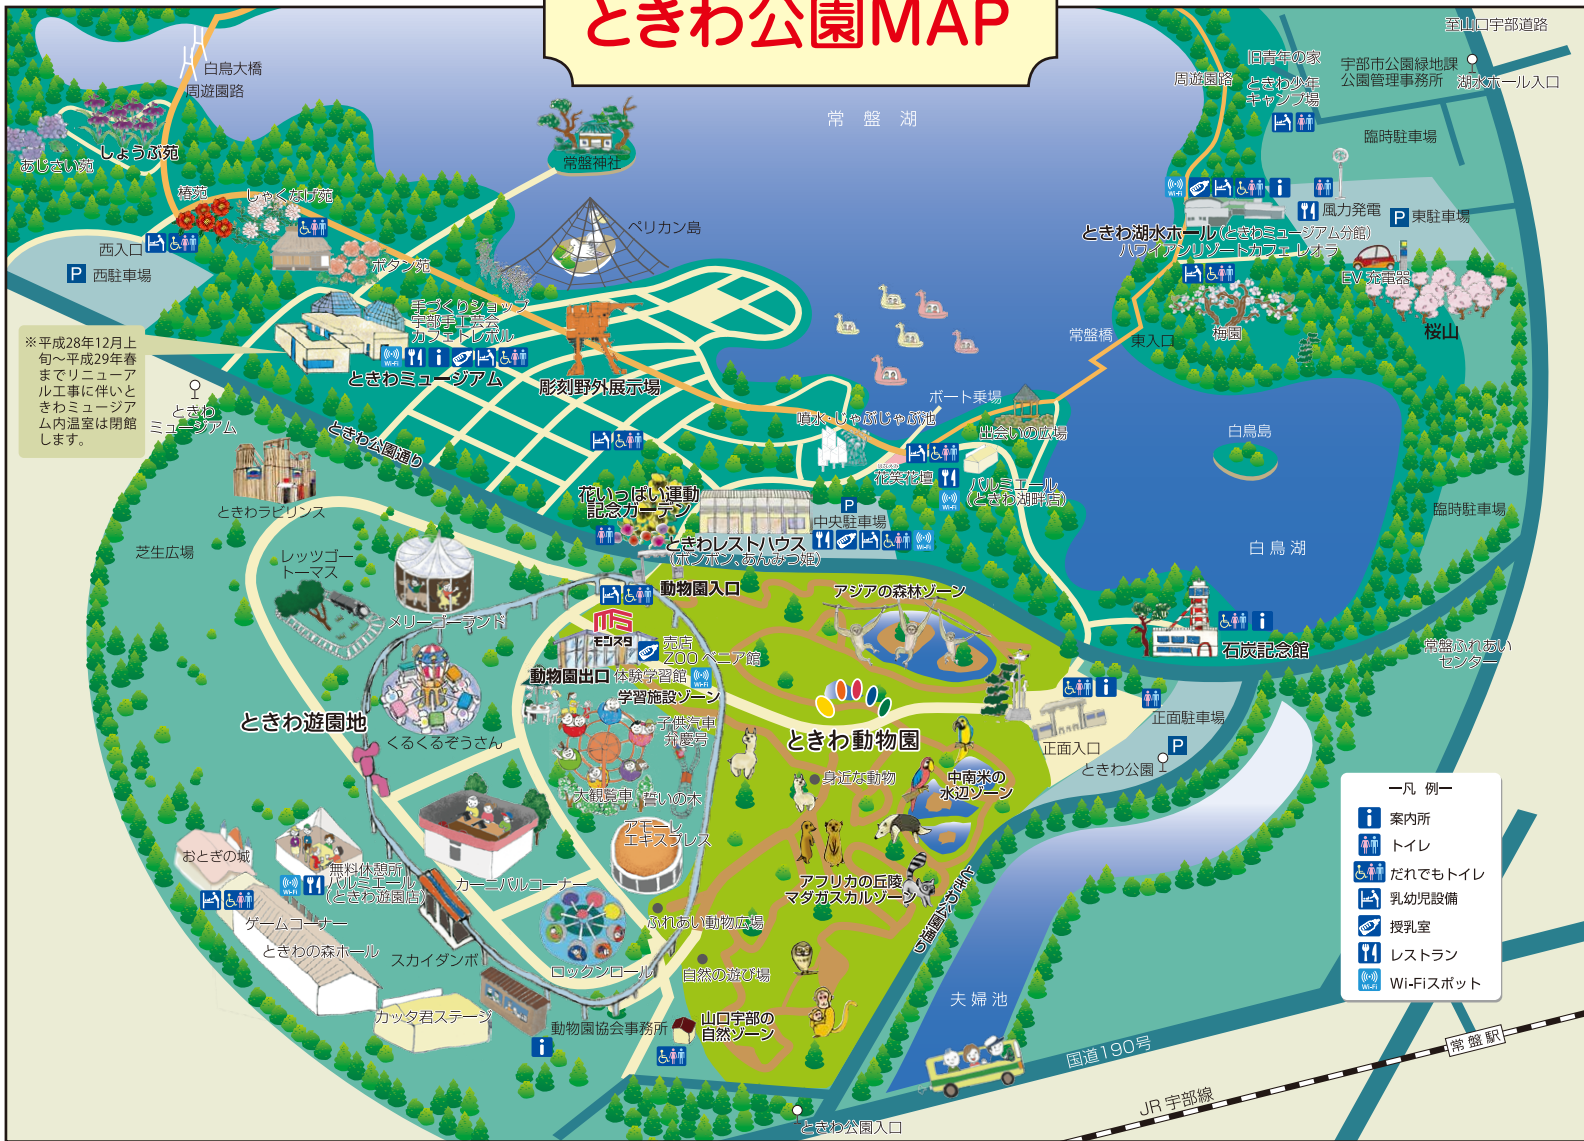 ときわ公園MAP
至山口宇部道路
白鳥大橋
周遊園路
常盤湖
周遊園路
旧青年の家
ときわ少年
キャンプ場
宇部市公園緑地課
公園管理事務所
湖水ホール入口
臨時駐車場
あじさい苑
しょうぶ苑
常盤神社
椿苑
しゃくなげ苑
ペリカン島
Wi-Fi
風力発電
P
東駐車場
ときわ湖水ホール(ときわミュージアム分館)
ハワイアンリゾートカフェレオラ
西入口
P
西駐車場
ボタン苑
EV充電器
手づくりショップ
宇部手工芸会
カフェトレボル
Wi-Fi
ときわミュージアム
彫刻野外展示場
常盤橋
東入口
梅園
桜山
※平成28年12月上
旬〜平成29年春
までリニューア
ル工事に伴いと
きわミュージア
ム内温室は閉館
します。
ときわ
ミュージアム
ときわ公園通り
噴水・じゃぶじゃぶ池
ボート乗場
出会いの広場
白鳥島
花笑花壇
パルミエール
(ときわ湖畔店)
Wi-Fi
ときわラビリンス
花いっぱい運動
記念ガーデン
P
中央駐車場
臨時駐車場
芝生広場
ときわレストハウス
(ボンボン、あんみつ姫)
Wi-Fi
白鳥湖
レッツゴー
トーマス
動物園入口
アジアの森林ゾーン
メリーゴーランド
モンスタ
売店
ZOOベニア館
石炭記念館
常盤ふれあい
センター
動物園出口
体験学習館
Wi-Fi
学習施設ゾーン
ときわ遊園地
くるくるぞうさん
子供汽車
弁慶号
ときわ動物園
正面入口
正面駐車場
P
ときわ公園
身近な動物
中南米の
水辺ゾーン
大観覧車
誓いの木
アモーレ
エキスプレス
おとぎの城
無料休憩所
パルミエール
(ときわ遊園店)
Wi-Fi
カーニバルコーナー
アフリカの丘陵
マダガスカルゾーン
ときわ公園通り
ゲームコーナー
ときわの森ホール
スカイダンボ
ロックンロール
ふれあい動物広場
自然の遊び場
カッタ君ステージ
動物園協会事務所
山口宇部の
自然ゾーン
夫婦池
凡例
案内所
トイレ
だれでもトイレ
乳幼児設備
授乳室
レストラン
Wi-Fi
Wi-Fiスポット
国道190号
常盤駅
JR宇部線
ときわ公園入口